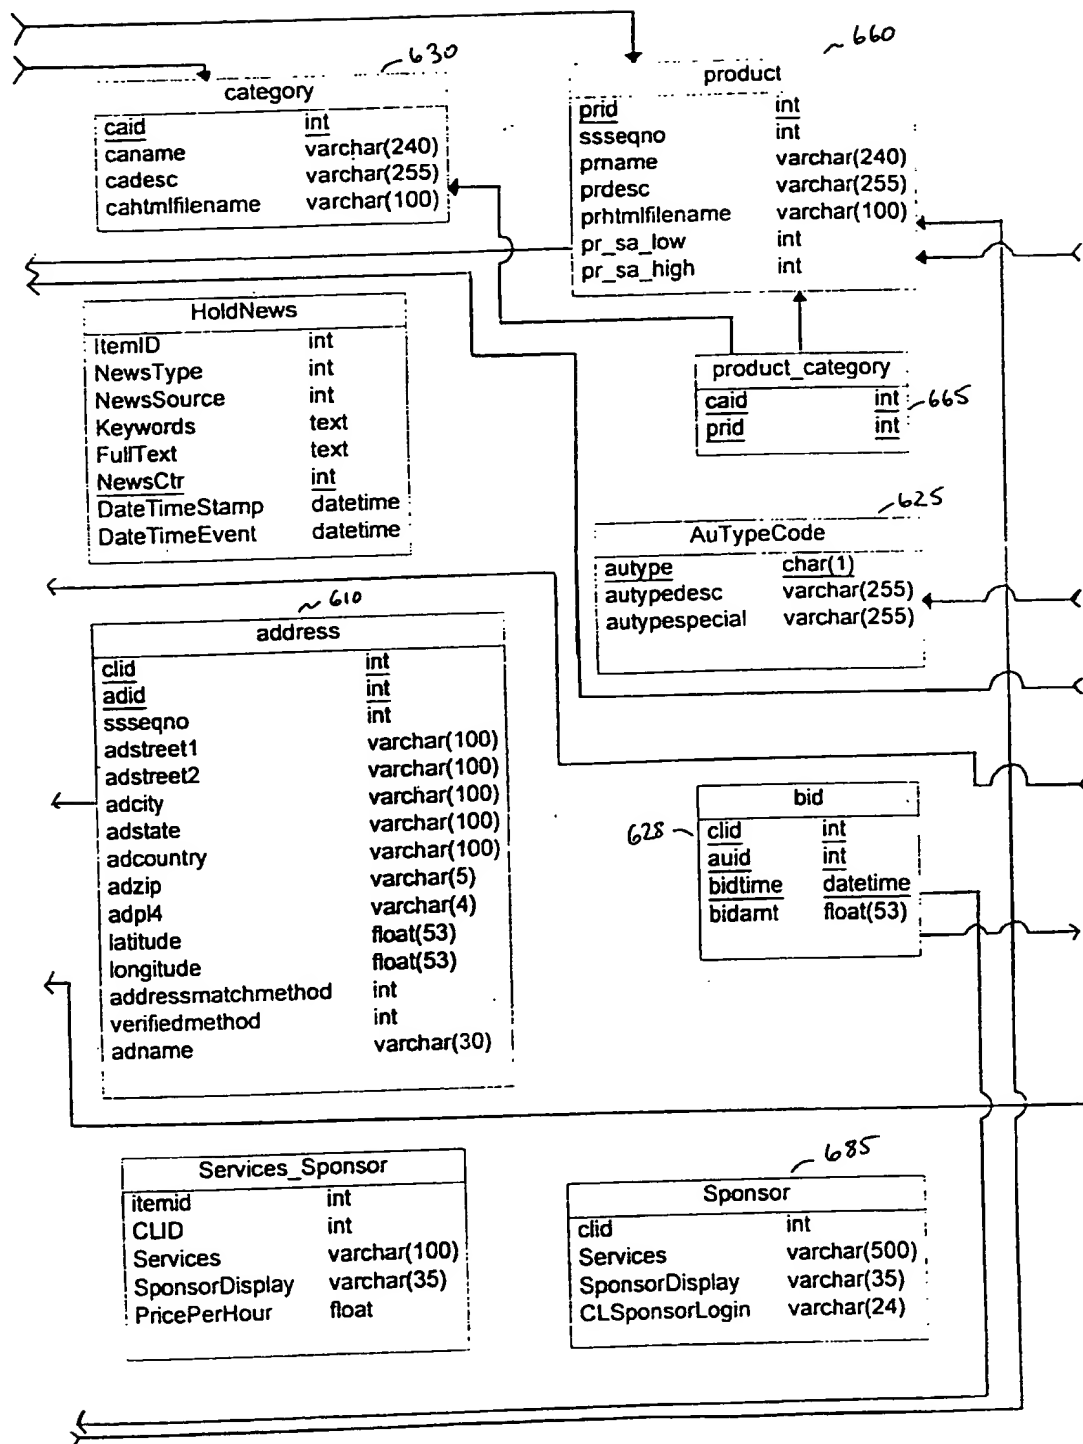 ~ 630
~ 660
category
caid int
caname varchar(240)
cadesc varchar(255)
cahtmlfilename varchar(100)
product
prid int
ssseqno int
prname varchar(240)
prdesc varchar(255)
prhtmlfilename varchar(100)
pr_sa_low int
pr_sa_high int
HoldNews
ItemID int
NewsType int
NewsSource int
Keywords text
FullText text
NewsCtr int
DateTimeStamp datetime
DateTimeEvent datetime
product_category
caid int
prid int
665
625
AuTypeCode
autype char(1)
autypedesc varchar(255)
autypespecial varchar(255)
~ 610
address
clid int
adid int
ssseqno int
adstreet1 varchar(100)
adstreet2 varchar(100)
adcity varchar(100)
adstate varchar(100)
adcountry varchar(100)
adzip varchar(5)
adpl4 varchar(4)
latitude float(53)
longitude float(53)
addressmatchmethod int
verifiedmethod int
adname varchar(30)
bid
628
clid int
auid int
bidtime datetime
bidamt float(53)
Services_Sponsor
itemid int
CLID int
Services varchar(100)
SponsorDisplay varchar(35)
PricePerHour float
685
Sponsor
clid int
Services varchar(500)
SponsorDisplay varchar(35)
CLSponsorLogin varchar(24)